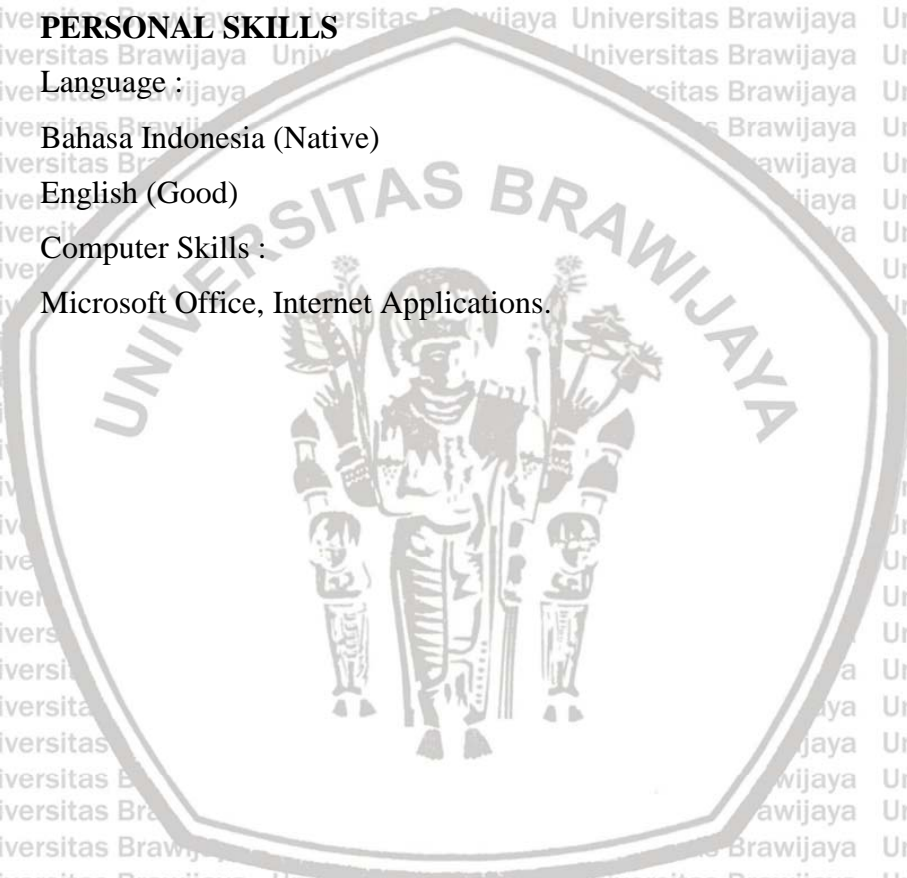 PERSONAL SKILLS
Language :
Bahasa Indonesia (Native)
English (Good)
Computer Skills :
Microsoft Office, Internet Applications.
UNIVERSITAS BRAWIJAYA